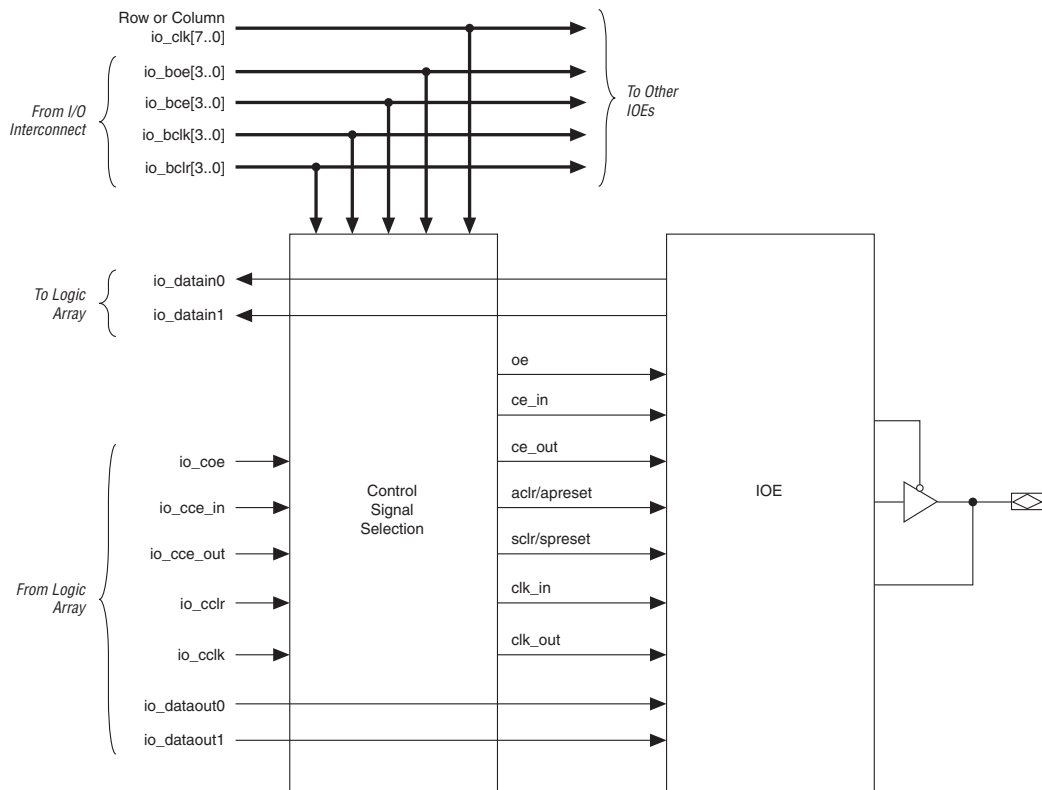 Row or Column
io_clk[7..0]
From I/O
Interconnect
io_boe[3..0]
io_bce[3..0]
io_bclk[3..0]
io_bclr[3..0]
To Other
IOEs
To Logic
Array
io_datain0
io_datain1
From Logic
Array
io_coe
io_cce_in
io_cce_out
io_cclr
io_cclk
io_dataout0
io_dataout1
Control
Signal
Selection
oe
ce_in
ce_out
aclr/apreset
sclr/spreset
clk_in
clk_out
IOE